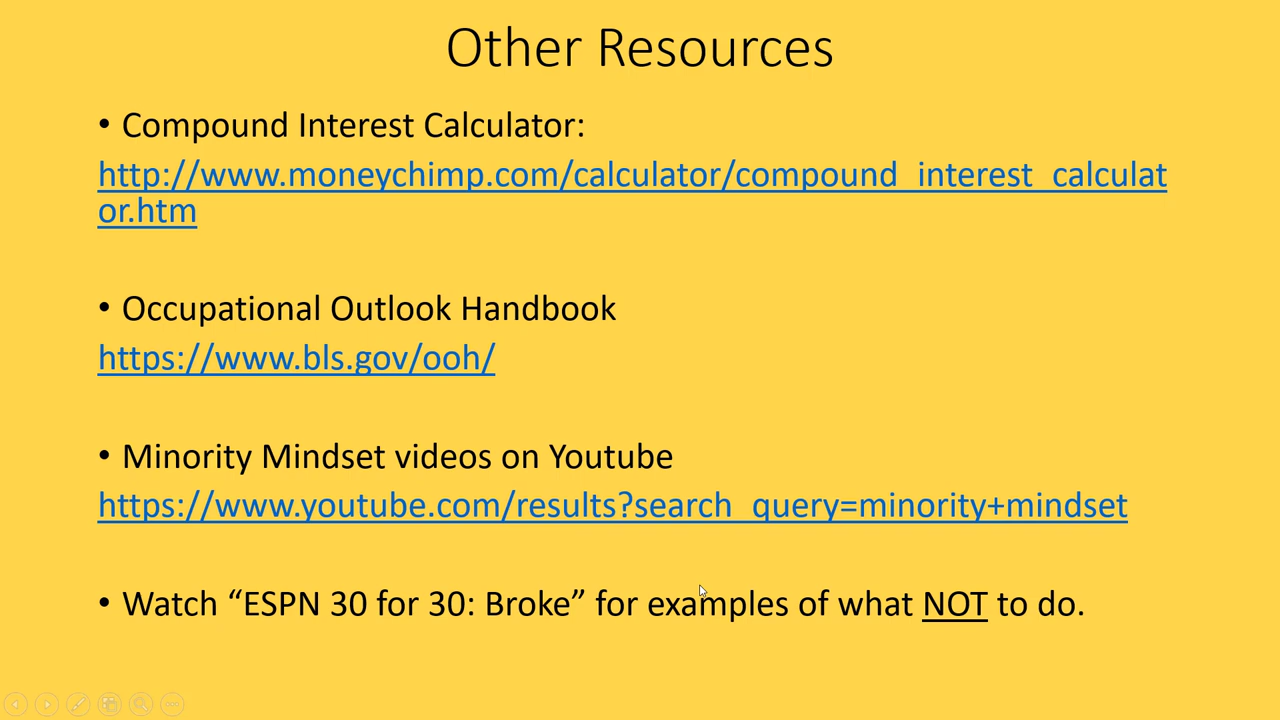 Other Resources
• Compound Interest Calculator:
http://www.moneychimp.com/calculator/compound_interest_calculat
or.htm
• Occupational Outlook Handbook
https://www.bls.gov/ooh/
• Minority Mindset videos on Youtube
https://www.youtube.com/results?search_query=minority+mindset
• Watch “ESPN 30 for 30: Broke” for examples of what NOT to do.